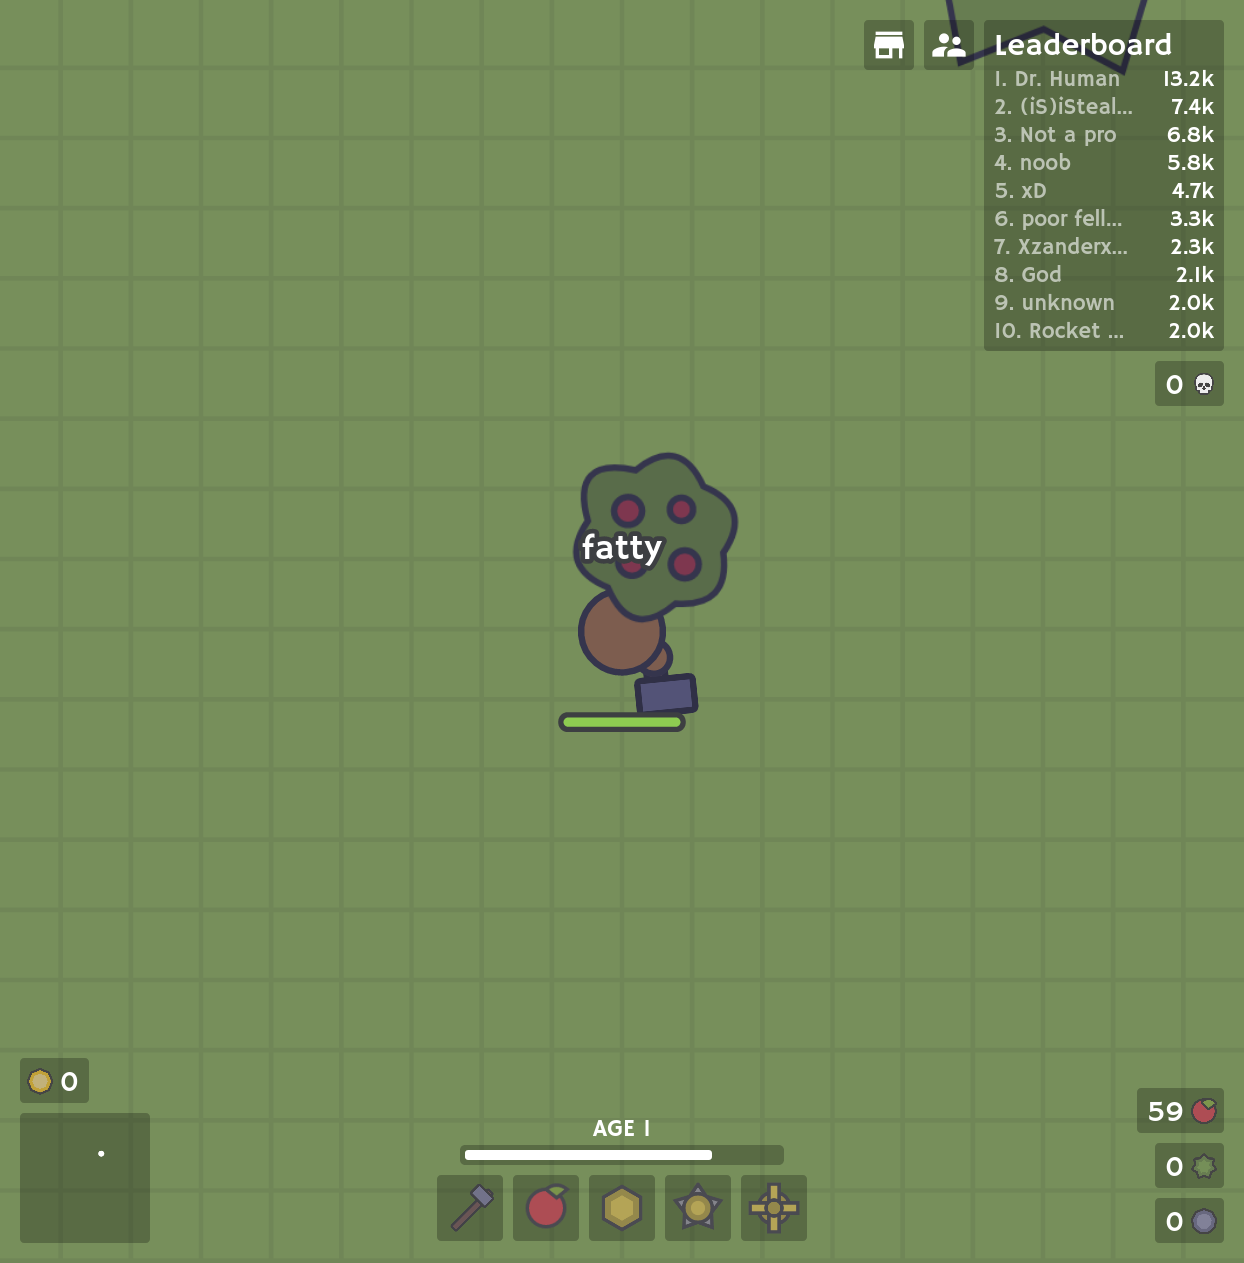 Leaderboard
1. Dr. Human 13.2k
2. (iS)iSteal... 7.4k
3. Not a pro 6.8k
4. noob 5.8k
5. xD 4.7k
6. poor fell... 3.3k
7. Xzanderx... 2.3k
8. God 2.1k
9. unknown 2.0k
10. Rocket ... 2.0k
0
fatty
0
59
AGE 1
0
0